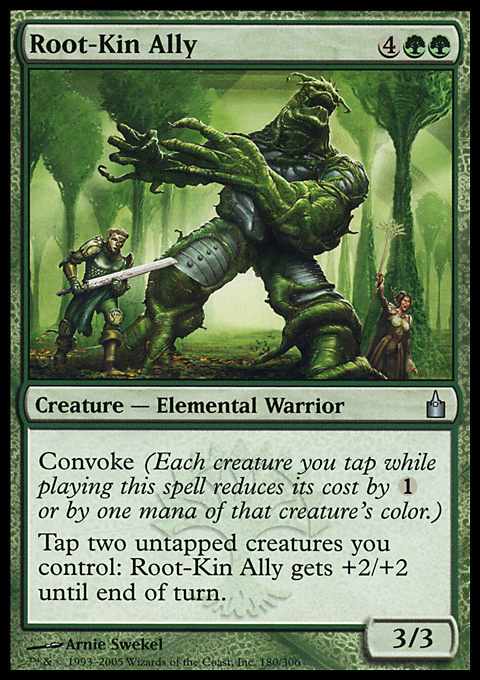 Root-Kin Ally 4
Creature — Elemental Warrior
Convoke (Each creature you tap while
playing this spell reduces its cost by 1
or by one mana of that creature's color.)
Tap two untapped creatures you
control: Root-Kin Ally gets +2/+2
until end of turn.
Arnie Swekel
3/3
™ & © 1993–2005 Wizards of the Coast, Inc. 180/306